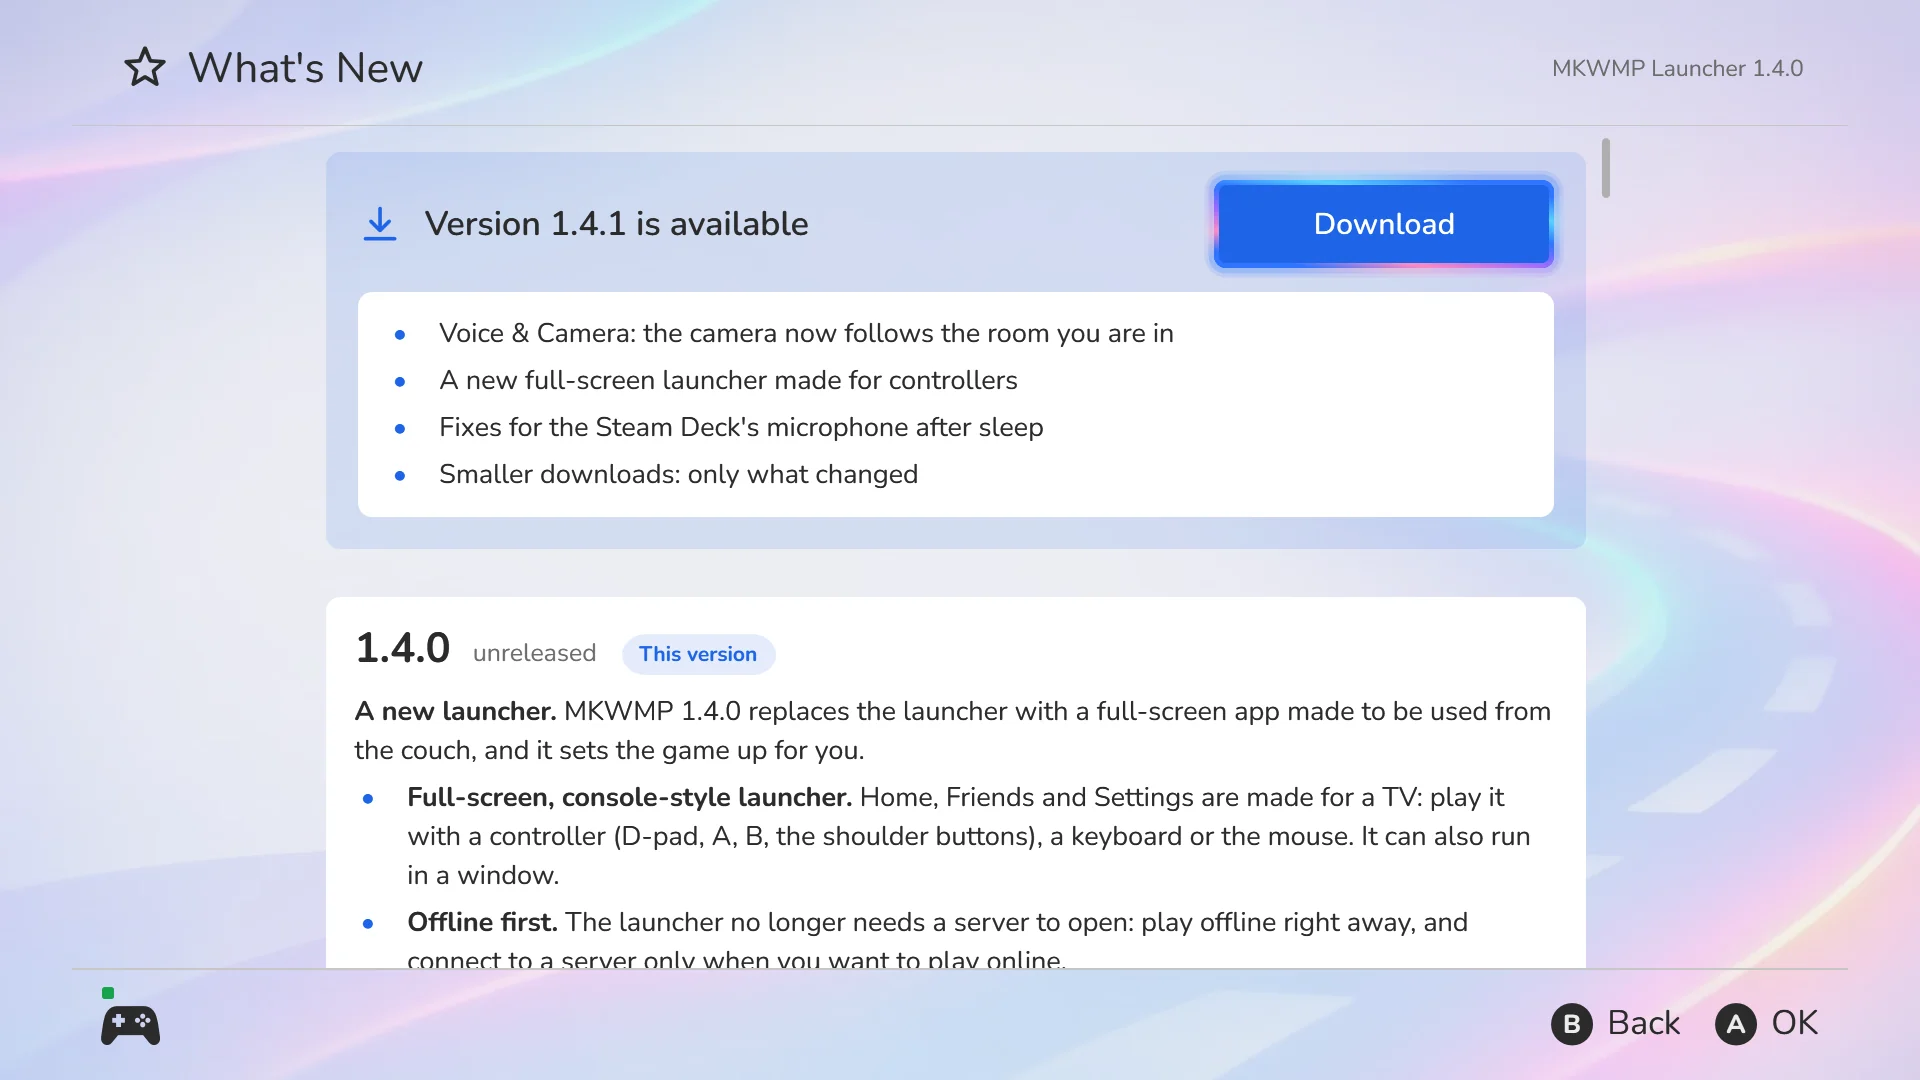 What's New
MKWMP Launcher 1.4.0
Version 1.4.1 is available
Download
Voice & Camera: the camera now follows the room you are in
A new full-screen launcher made for controllers
Fixes for the Steam Deck's microphone after sleep
Smaller downloads: only what changed
1.4.0 unreleased This version
A new launcher. MKWMP 1.4.0 replaces the launcher with a full-screen app made to be used from
the couch, and it sets the game up for you.
Full-screen, console-style launcher. Home, Friends and Settings are made for a TV: play it
with a controller (D-pad, A, B, the shoulder buttons), a keyboard or the mouse. It can also run
in a window.
Offline first. The launcher no longer needs a server to open: play offline right away, and
connect to a server only when you want to play online.
B Back A OK